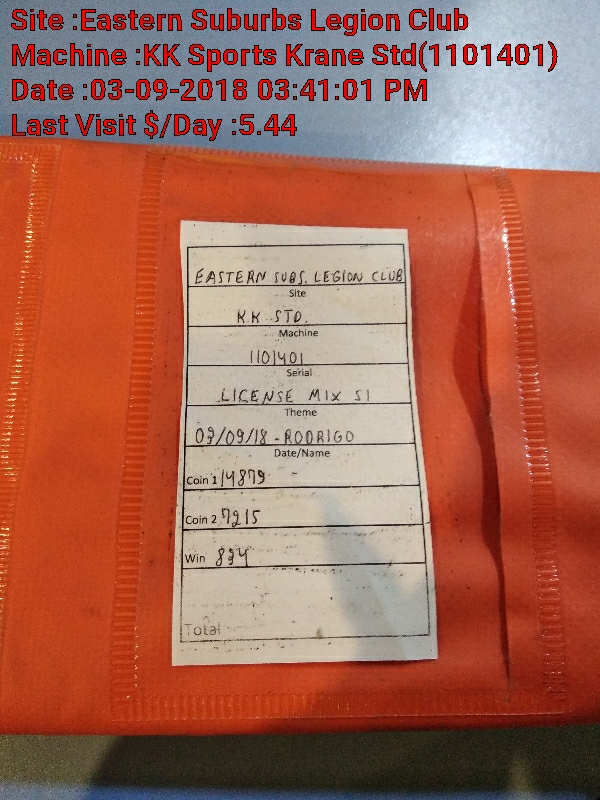 Site :Eastern Suburbs Legion Club
Machine :KK Sports Krane Std(1101401)
Date :03-09-2018 03:41:01 PM
Last Visit $/Day :5.44
EASTERN SUBS. LEGION CLUB
Site
KK STD.
Machine
1101401
Serial
LICENSE MIX S1
Theme
03/09/18 - RODRIGO
Date/Name
Coin 1 14879
Coin 2 7215
Win 834
Total